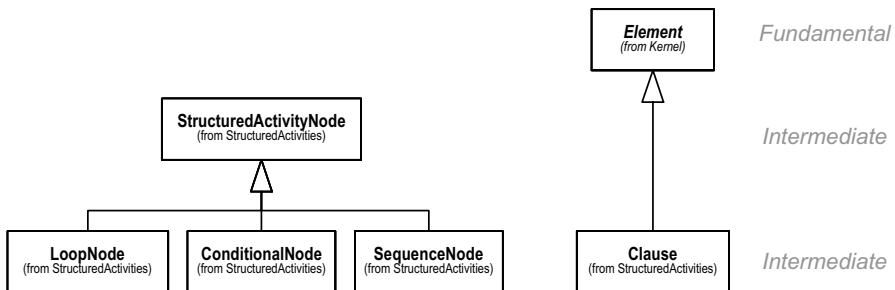 Element
(from Kernel)
Fundamental
StructuredActivityNode
(from StructuredActivities)
Intermediate
LoopNode
(from StructuredActivities)
ConditionalNode
(from StructuredActivities)
SequenceNode
(from StructuredActivities)
Clause
(from StructuredActivities)
Intermediate